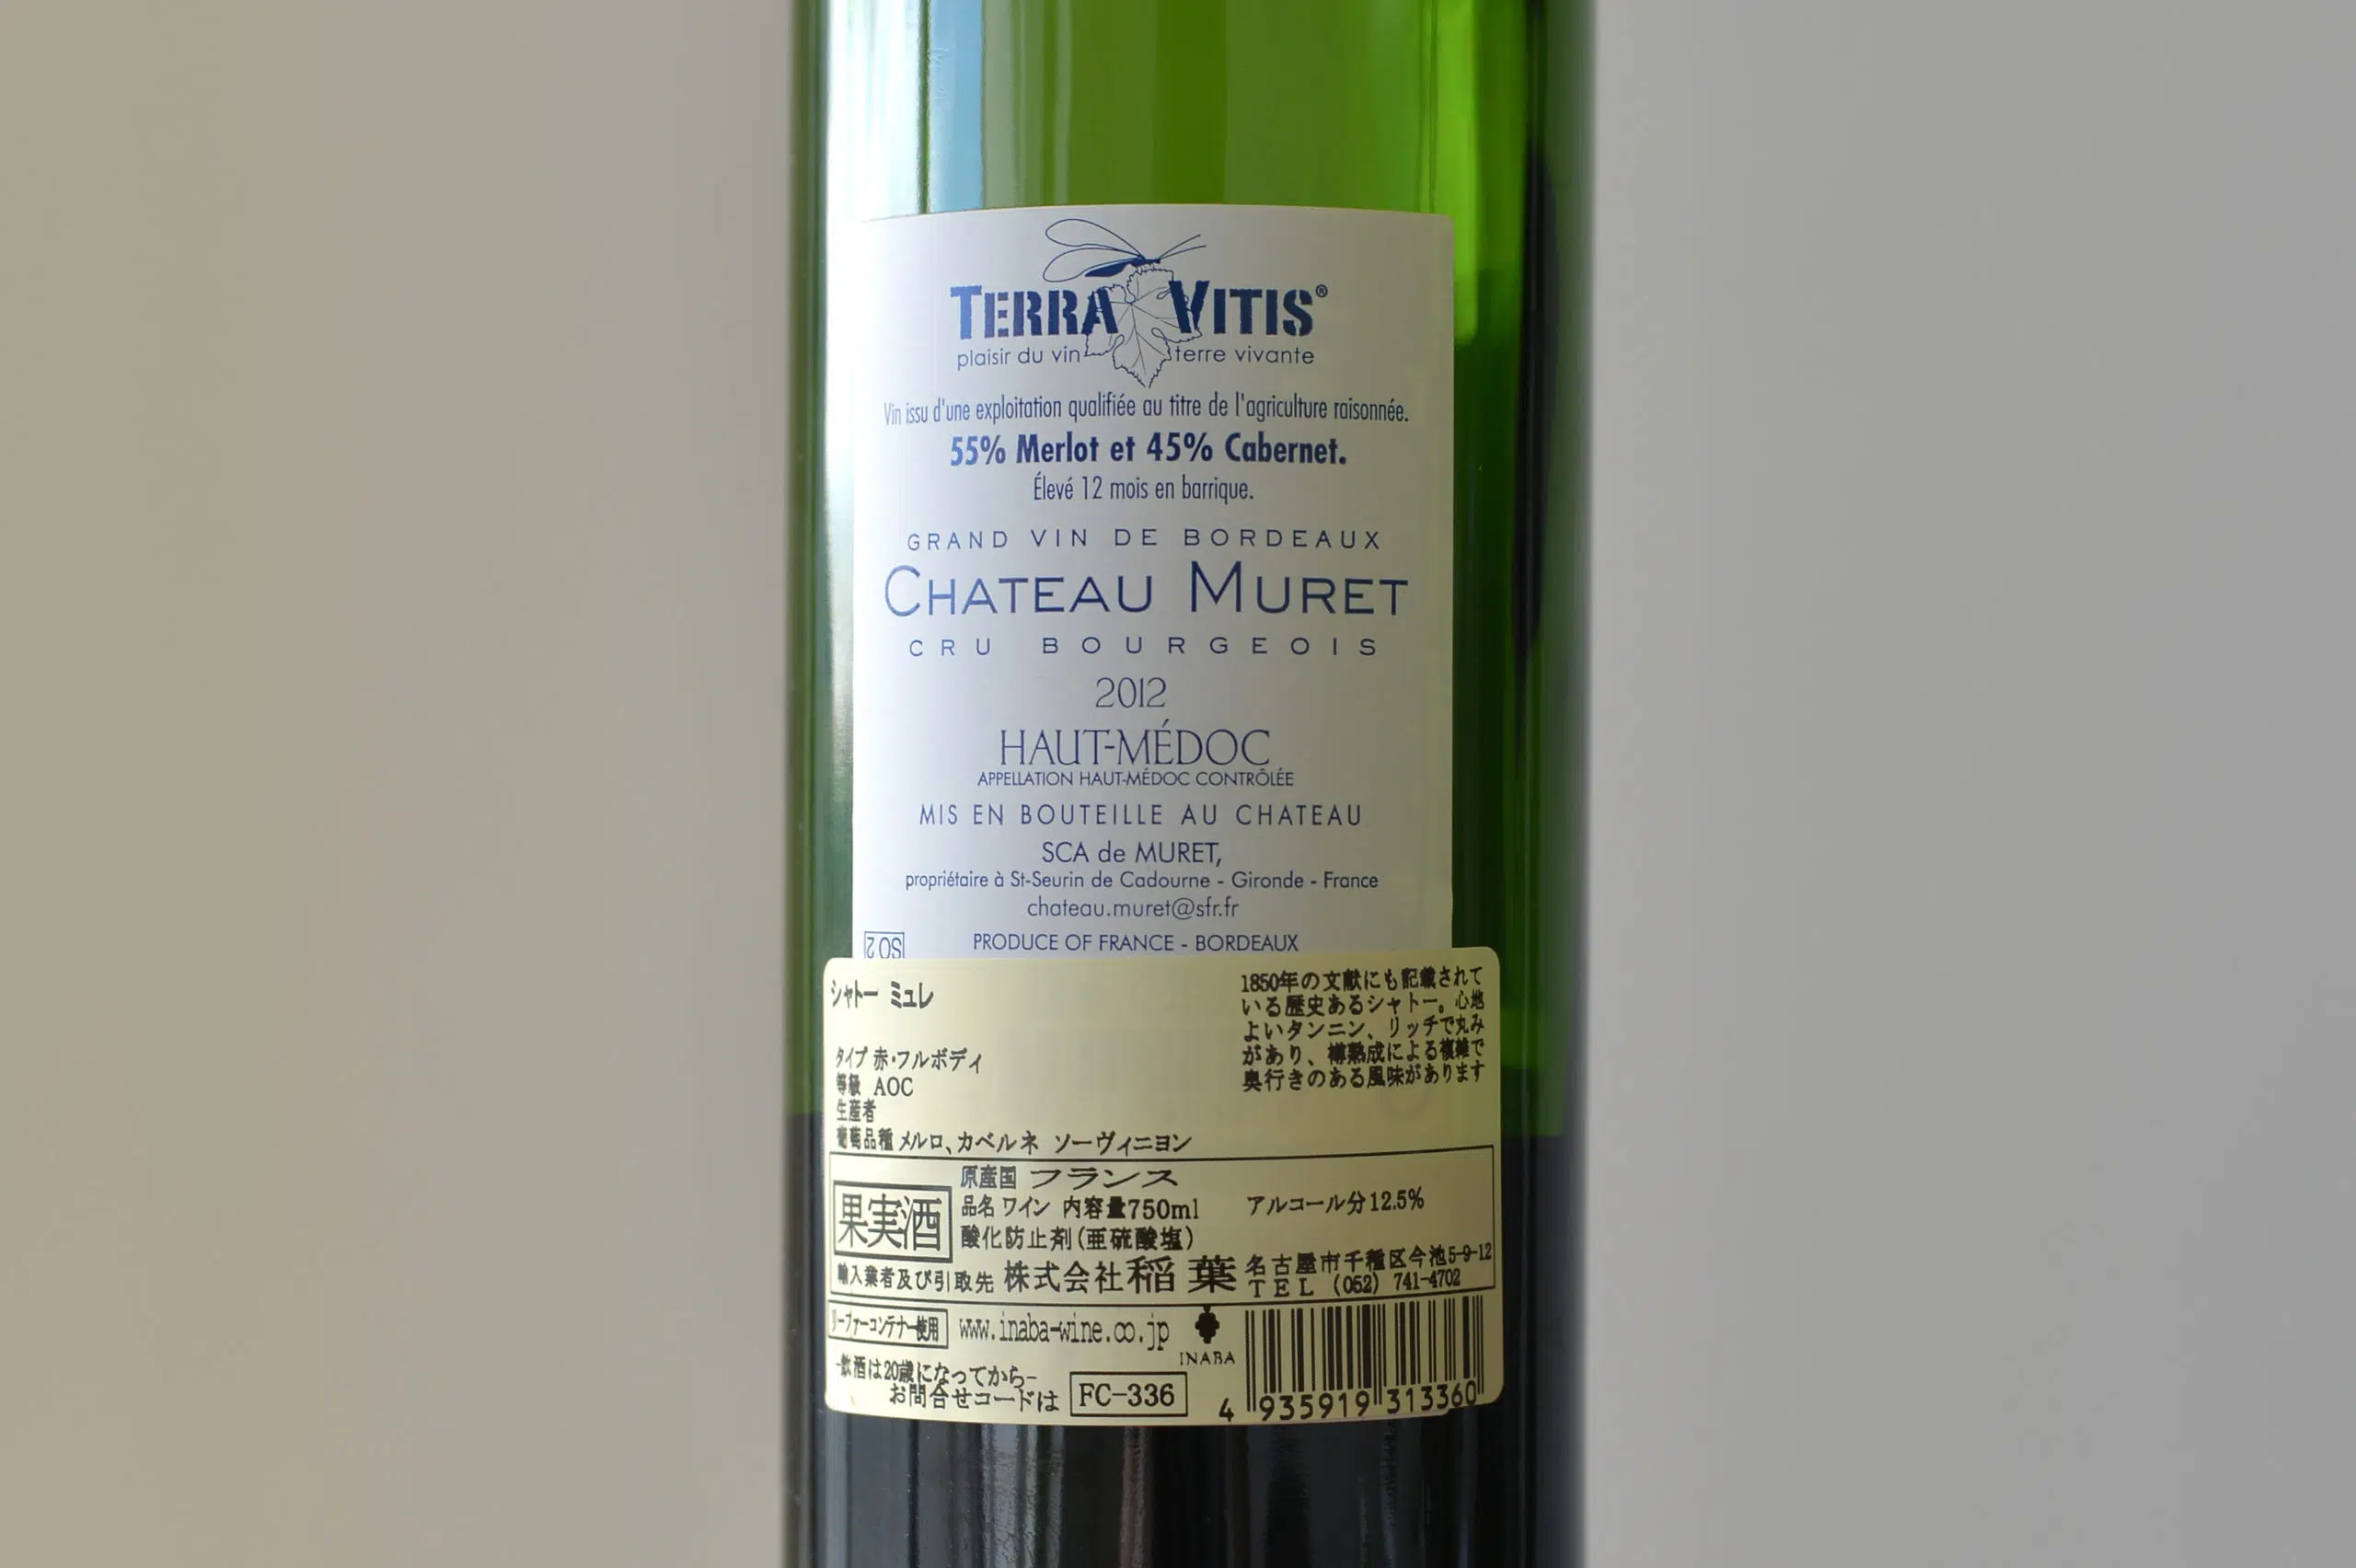 TERRA VITIS®
plaisir du vin terre vivante
Vin issu d'une exploitation qualifiée au titre de l'agriculture raisonnée.
55% Merlot et 45% Cabernet.
Élevé 12 mois en barrique.
GRAND VIN DE BORDEAUX
CHATEAU MURET
CRU BOURGEOIS
2012
HAUT-MÉDOC
APPELLATION HAUT-MÉDOC CONTRÔLÉE
MIS EN BOUTEILLE AU CHATEAU
SCA de MURET,
propriétaire à St-Seurin de Cadourne - Gironde - France
chateau.muret@sfr.fr
SO2
PRODUCE OF FRANCE - BORDEAUX
シャトー ミュレ
1850年の文献にも記載されて
いる歴史あるシャトー。心地
よいタンニン、リッチで丸み
があり、樽熟成による複雑で
奥行きのある風味があります
タイプ 赤・フルボディ
等級 AOC
生産者
葡萄品種 メルロ、カベルネ ソーヴィニヨン
果実酒
原産国 フランス
品名 ワイン 内容量750ml アルコール分12.5%
酸化防止剤(亜硫酸塩)
輸入業者及び引取先 株式会社稲葉 名古屋市千種区今池5-9-12
TEL (052) 741-4702
リーファーコンテナー使用 www.inaba-wine.co.jp
INABA
-飲酒は20歳になってから-
お問合せコードは FC-336
4 935919 313360